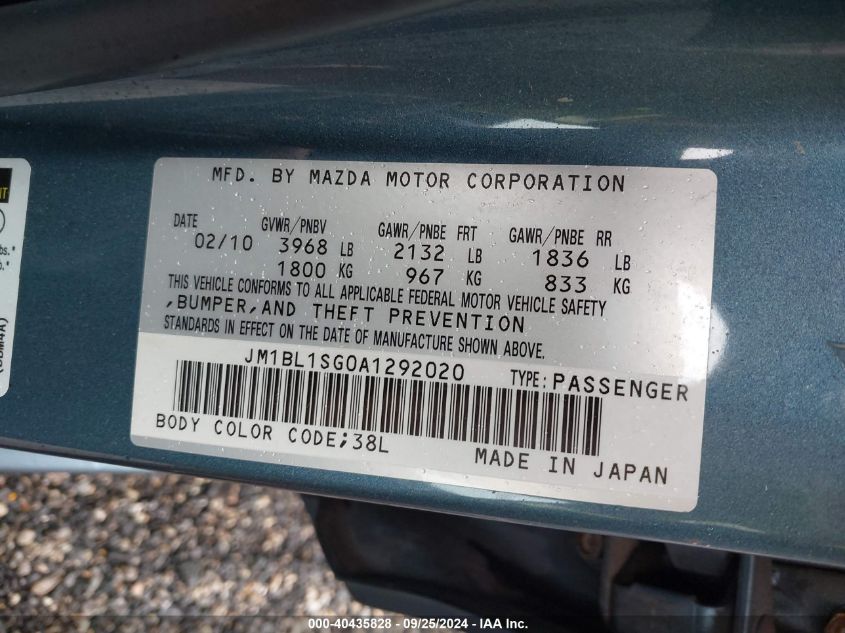 MFD. BY MAZDA MOTOR CORPORATION
DATE GVWR/PNBV GAWR/PNBE FRT GAWR/PNBE RR
02/10 3968 LB 2132 LB 1836 LB
1800 KG 967 KG 833 KG
THIS VEHICLE CONFORMS TO ALL APPLICABLE FEDERAL MOTOR VEHICLE SAFETY
,BUMPER,AND THEFT PREVENTION
STANDARDS IN EFFECT ON THE DATE OF MANUFACTURE SHOWN ABOVE.
JM1BL1SG0A1292020 TYPE:PASSENGER
BODY COLOR CODE;38L
MADE IN JAPAN
000-40435828 - 09/25/2024 - IAA Inc.